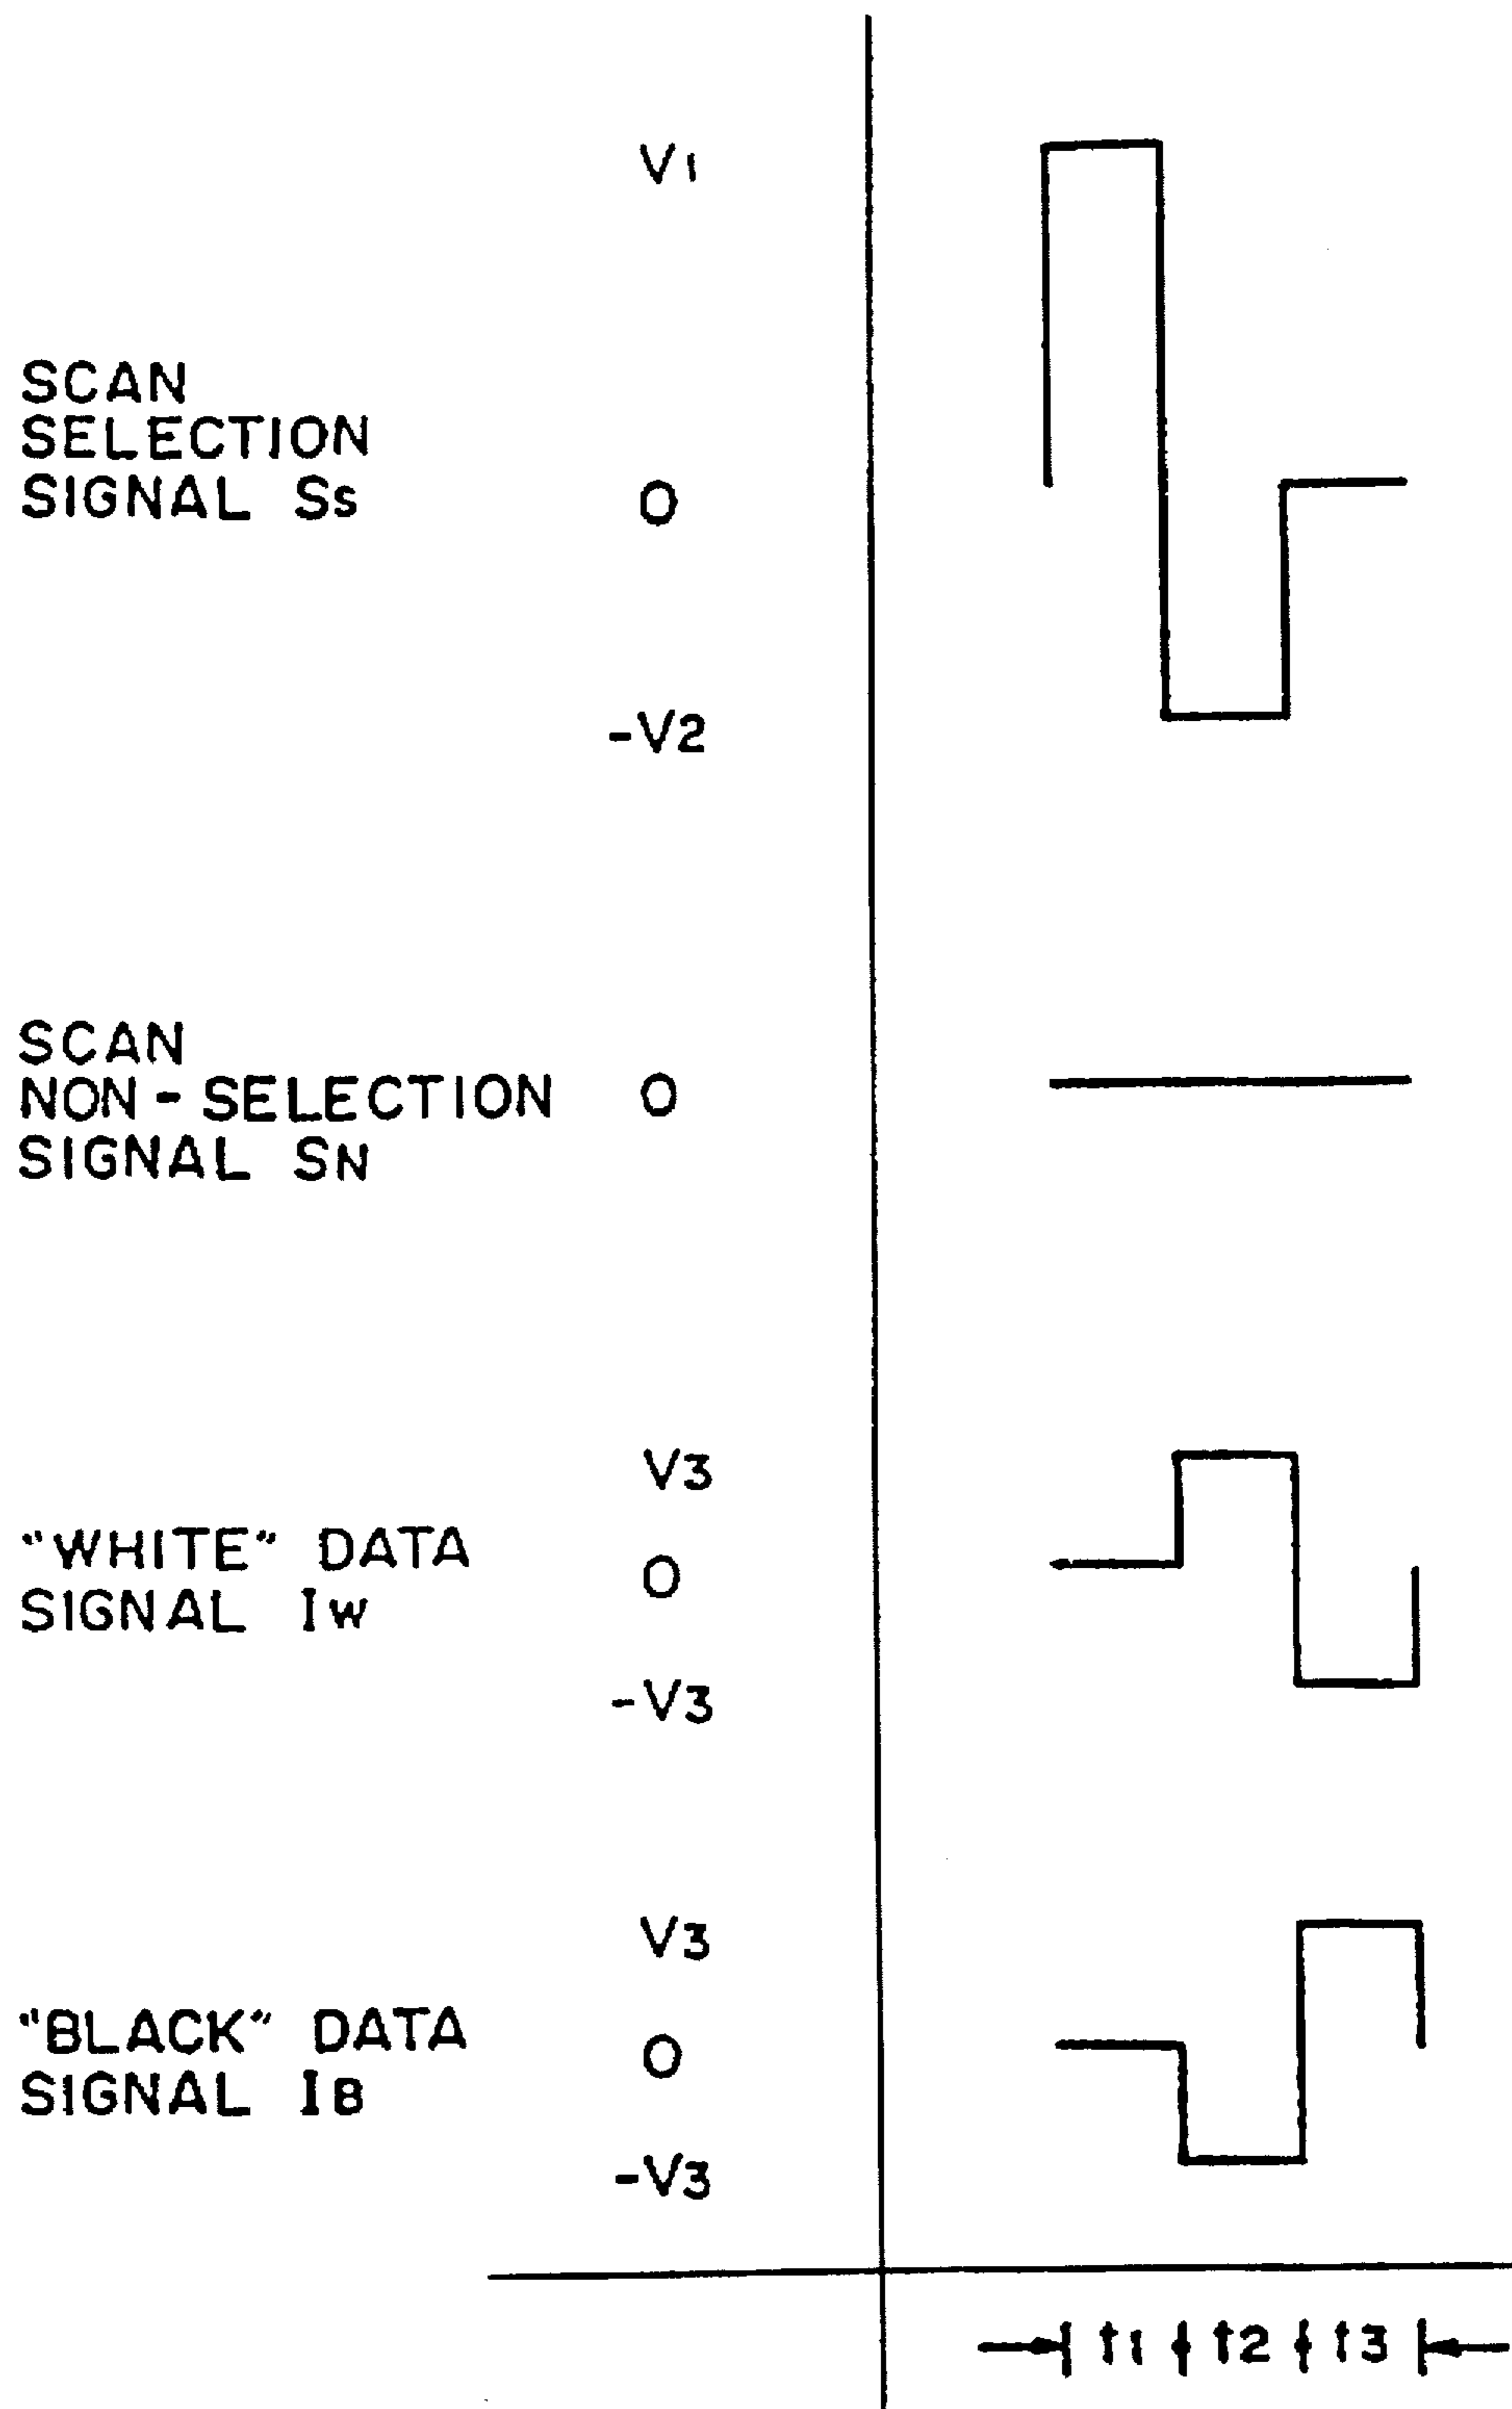 V1
SCAN
SELECTION
SIGNAL Ss
0
-V2
SCAN
NON-SELECTION
SIGNAL SN
0
V3
"WHITE" DATA
SIGNAL Iw
0
-V3
V3
"BLACK" DATA
SIGNAL IB
0
-V3
t1 t2 t3